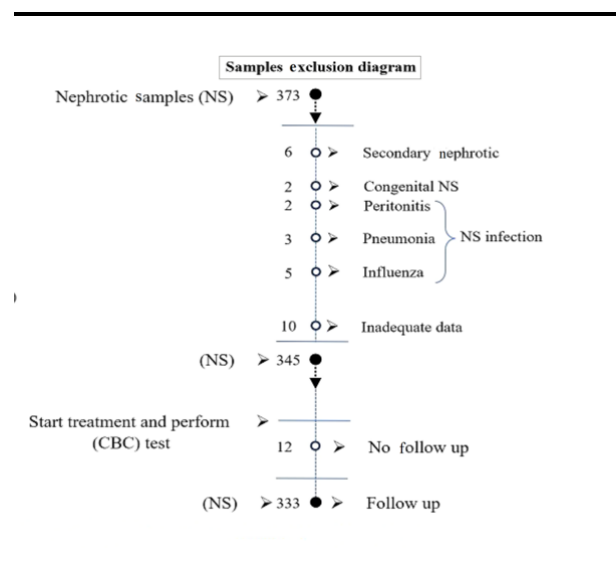 Samples exclusion diagram
Nephrotic samples (NS) ➢ 373
6 ➢ Secondary nephrotic
2 ➢ Congenital NS
2 ➢ Peritonitis
3 ➢ Pneumonia NS infection
5 ➢ Influenza
10 ➢ Inadequate data
(NS) ➢ 345
Start treatment and perform ➢
(CBC) test
12 ➢ No follow up
(NS) ➢ 333 ➢ Follow up